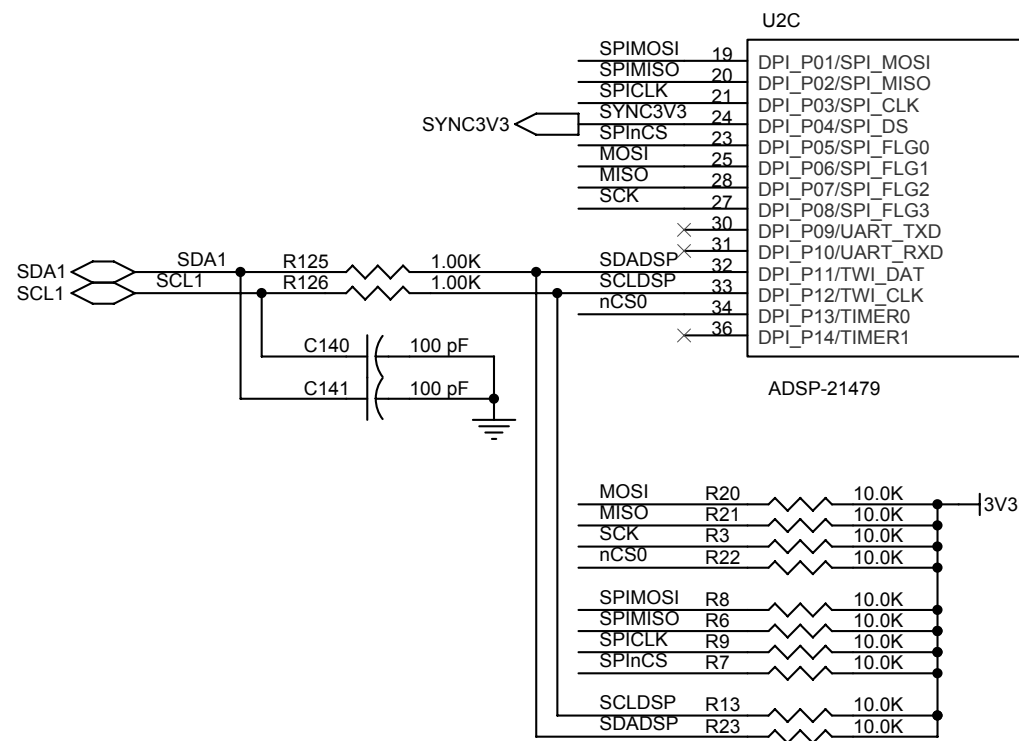 U2C
SPIMOSI 19 DPI_P01/SPI_MOSI
SPIMISO 20 DPI_P02/SPI_MISO
SPICLK 21 DPI_P03/SPI_CLK
SYNC3V3 SYNC3V3 24 DPI_P04/SPI_DS
SPInCS 23 DPI_P05/SPI_FLG0
MOSI 25 DPI_P06/SPI_FLG1
MISO 28 DPI_P07/SPI_FLG2
SCK 27 DPI_P08/SPI_FLG3
30 DPI_P09/UART_TXD
31 DPI_P10/UART_RXD
SDA1 SDA1 R125 1.00K SDADSP 32 DPI_P11/TWI_DAT
SCL1 SCL1 R126 1.00K SCLDSP 33 DPI_P12/TWI_CLK
nCS0 34 DPI_P13/TIMER0
36 DPI_P14/TIMER1
C140 100 pF
C141 100 pF
ADSP-21479
MOSI R20 10.0K 3V3
MISO R21 10.0K
SCK R3 10.0K
nCS0 R22 10.0K
SPIMOSI R8 10.0K
SPIMISO R6 10.0K
SPICLK R9 10.0K
SPInCS R7 10.0K
SCLDSP R13 10.0K
SDADSP R23 10.0K